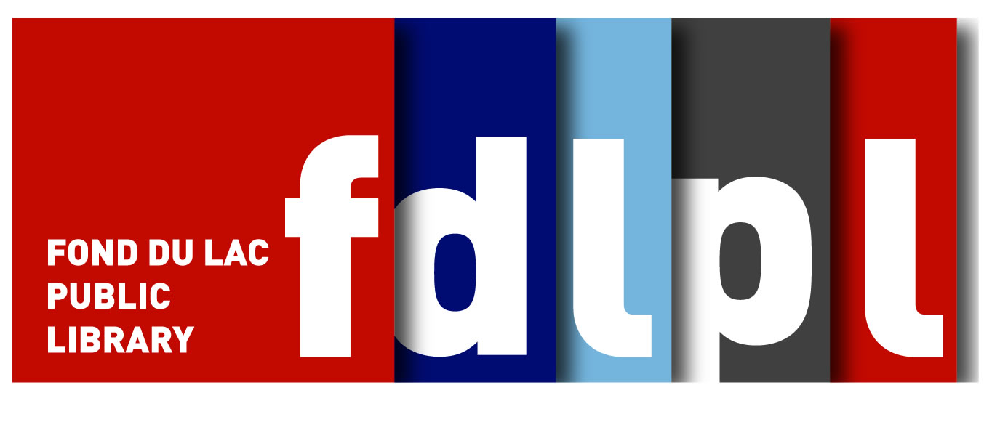 FOND DU LAC
PUBLIC
LIBRARY
fdlpl